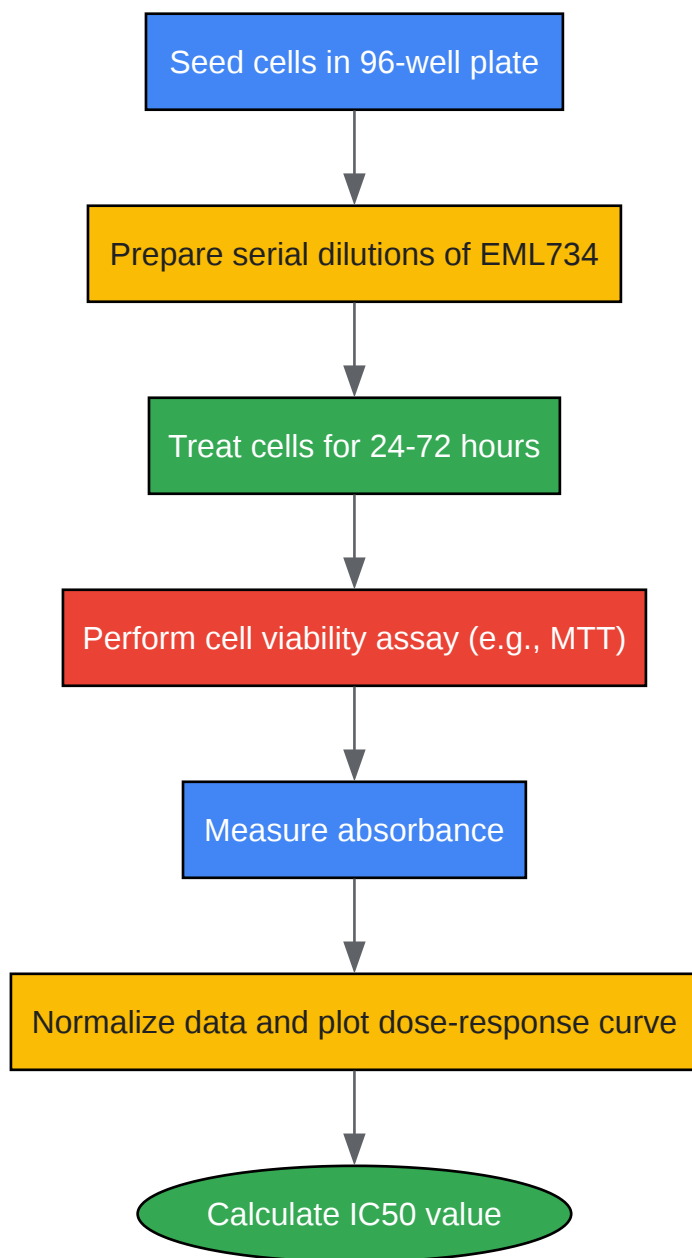 Seed cells in 96-well plate
Prepare serial dilutions of EML734
Treat cells for 24-72 hours
Perform cell viability assay (e.g., MTT)
Measure absorbance
Normalize data and plot dose-response curve
Calculate IC50 value